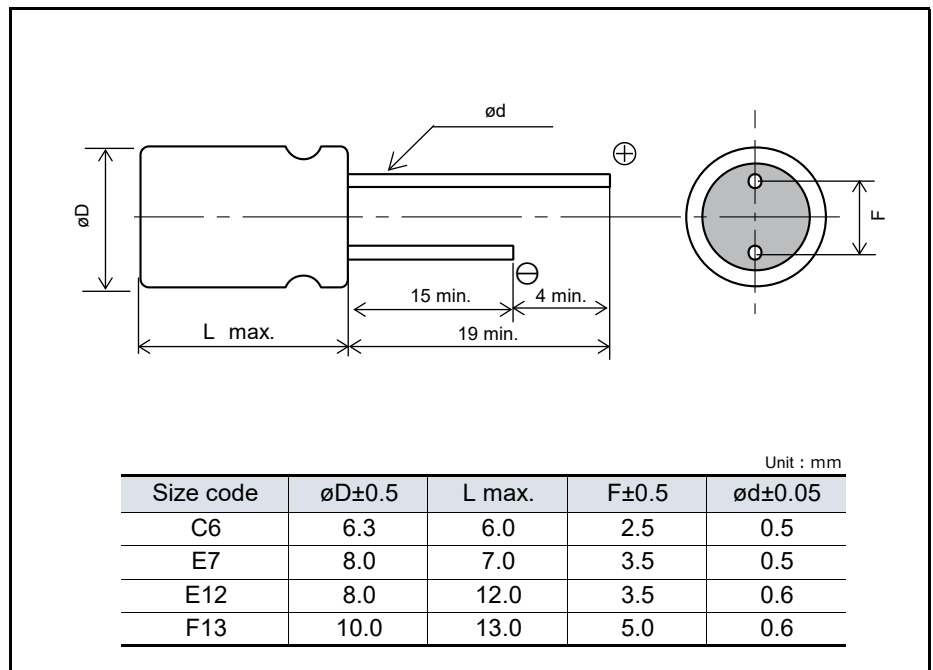 ød
⊕
øD
F
⊖
15 min. 4 min.
L max. 19 min.
Unit : mm
Size code øD±0.5 L max. F±0.5 ød±0.05
C6 6.3 6.0 2.5 0.5
E7 8.0 7.0 3.5 0.5
E12 8.0 12.0 3.5 0.6
F13 10.0 13.0 5.0 0.6